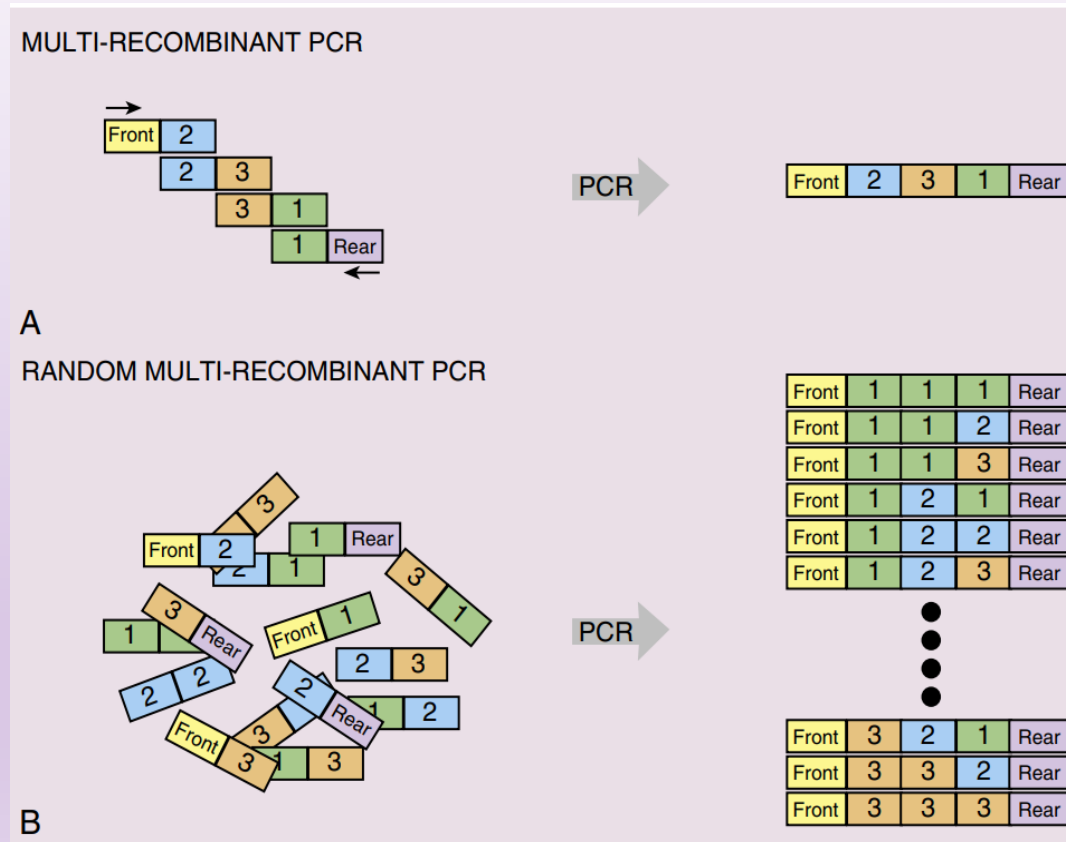 MULTI-RECOMBINANT PCR
Front 2
2 3
3 1
1 Rear
PCR
Front 2 3 1 Rear
A
RANDOM MULTI-RECOMBINANT PCR
3
Front 2
2 1
1 Rear
3 1
3 Rear
1
Front 1
2 3
2 2
2 Rear
1 2
3
Front 3
1 3
PCR
Front 1 1 1 Rear
Front 1 1 2 Rear
Front 1 1 3 Rear
Front 1 2 1 Rear
Front 1 2 2 Rear
Front 1 2 3 Rear
Front 3 2 1 Rear
Front 3 3 2 Rear
Front 3 3 3 Rear
B